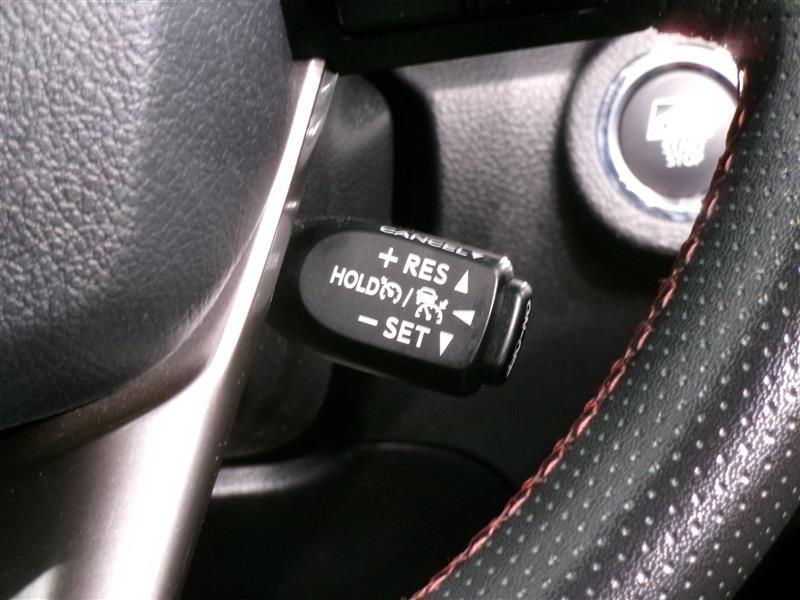 CANCEL
+ RES
HOLD /
− SET
START
STOP